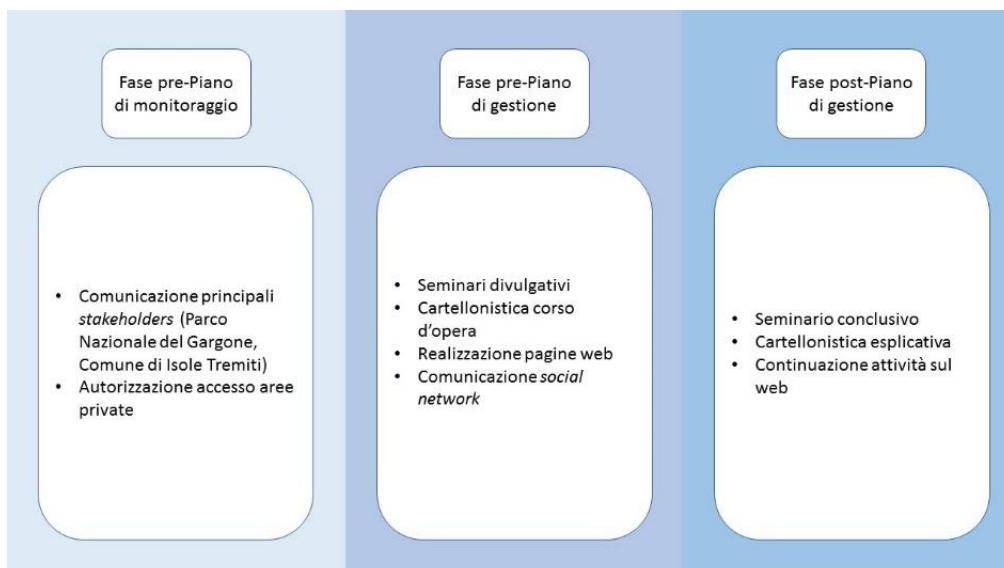 Fase pre-Piano
di monitoraggio
• Comunicazione principali
stakeholders (Parco
Nazionale del Gargone,
Comune di Isole Tremiti)
• Autorizzazione accesso aree
private
Fase pre-Piano
di gestione
• Seminari divulgativi
• Cartellonistica corso
d'opera
• Realizzazione pagine web
• Comunicazione social
network
Fase post-Piano
di gestione
• Seminario conclusivo
• Cartellonistica esplicativa
• Continuazione attività sul
web